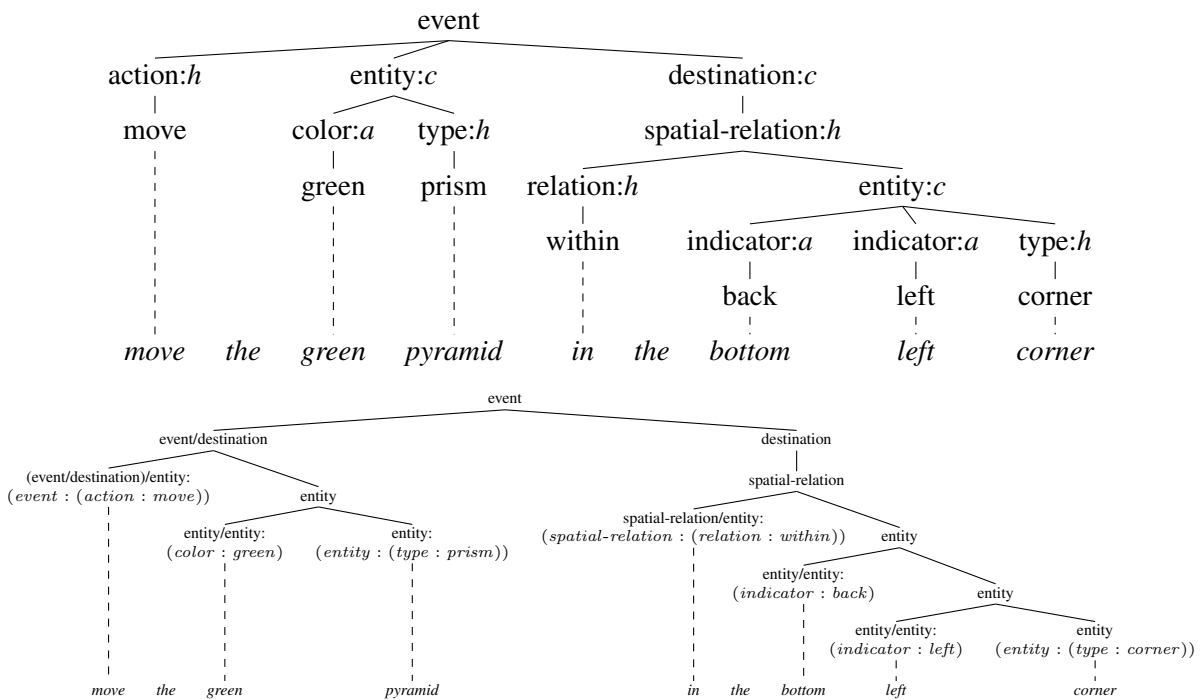 event
action:h entity:c destination:c
move color:a type:h spatial-relation:h
green prism relation:h entity:c
within indicator:a indicator:a type:h
back left corner
move the green pyramid in the bottom left corner
event
event/destination destination
(event/destination)/entity: spatial-relation
(event : (action : move)) entity spatial-relation/entity:
entity/entity: entity: (spatial-relation : (relation : within)) entity
(color : green) (entity : (type : prism)) entity/entity:
(indicator : back) entity
entity/entity: entity
(indicator : left) (entity : (type : corner))
move the green pyramid in the bottom left corner